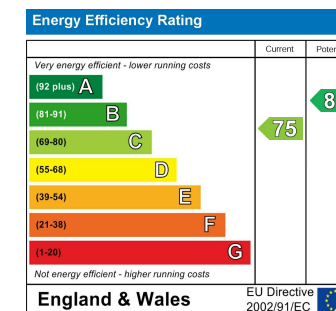 Energy Efficiency Rating
Current
Very energy efficient - lower running costs
(92 plus) A
(81-91) B
(69-80) C
75
(55-68) D
(39-54) E
(21-38) F
(1-20) G
Not energy efficient - higher running costs
England & Wales
EU Directive
2002/91/EC